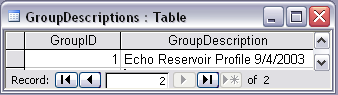 GroupDescriptions : Table
GroupID GroupDescription
1 Echo Reservoir Profile 9/4/2003
Record: 2 of 2